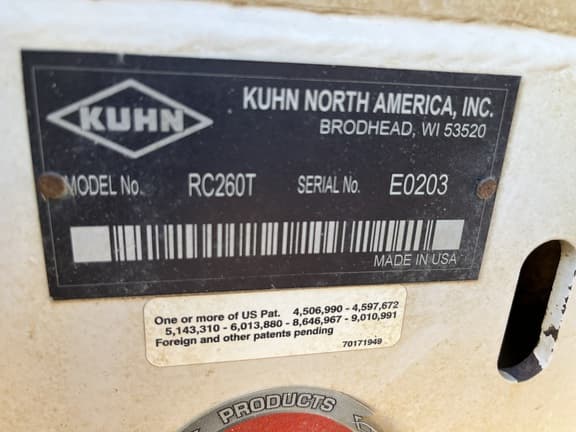 KUHN
KUHN NORTH AMERICA, INC.
BRODHEAD, WI 53520
MODEL No. RC260T SERIAL No. E0203
MADE IN USA
One or more of US Pat. 4,506,990 - 4,597,672
5,143,310 - 6,013,880 - 8,646,967 - 9,010,991
Foreign and other patents pending
70171949
PRODUCTS